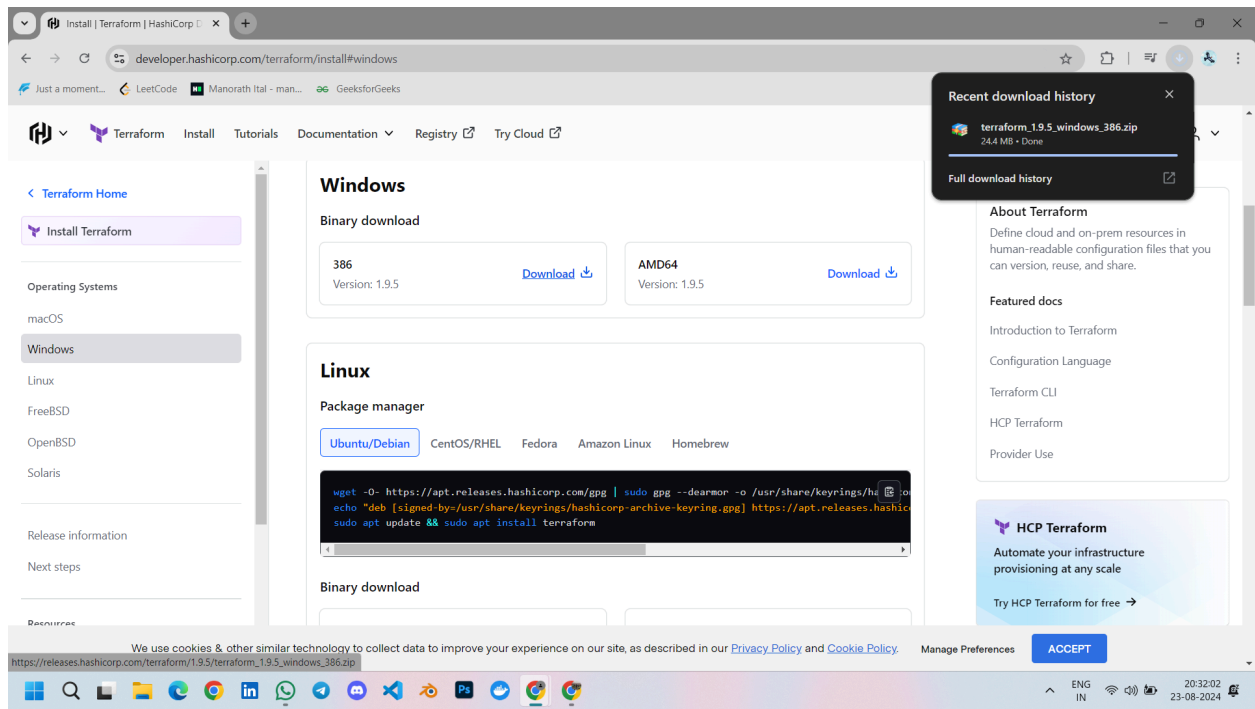 Install | Terraform | HashiCorp D
developer.hashicorp.com/terraform/install#windows
Just a moment...
LeetCode
Manorath Ital - man...
GeeksforGeeks
Recent download history
terraform_1.9.5_windows_386.zip
24.4 MB • Done
Full download history
Terraform
Install
Tutorials
Documentation
Registry
Try Cloud
Terraform Home
Install Terraform
Operating Systems
macOS
Windows
Linux
FreeBSD
OpenBSD
Solaris
Release information
Next steps
Resources
Windows
Binary download
386
Version: 1.9.5
Download
AMD64
Version: 1.9.5
Download
Linux
Package manager
Ubuntu/Debian
CentOS/RHEL
Fedora
Amazon Linux
Homebrew
wget -O- https://apt.releases.hashicorp.com/gpg | sudo gpg --dearmor -o /usr/share/keyrings/ha
echo "deb [signed-by=/usr/share/keyrings/hashicorp-archive-keyring.gpg] https://apt.releases.hashic
sudo apt update && sudo apt install terraform
Binary download
About Terraform
Define cloud and on-prem resources in
human-readable configuration files that you
can version, reuse, and share.
Featured docs
Introduction to Terraform
Configuration Language
Terraform CLI
HCP Terraform
Provider Use
HCP Terraform
Automate your infrastructure
provisioning at any scale
Try HCP Terraform for free →
We use cookies & other similar technology to collect data to improve your experience on our site, as described in our Privacy Policy and Cookie Policy.
Manage Preferences
ACCEPT
https://releases.hashicorp.com/terraform/1.9.5/terraform_1.9.5_windows_386.zip
in
Ps
ENG
IN
20:32:02
23-08-2024